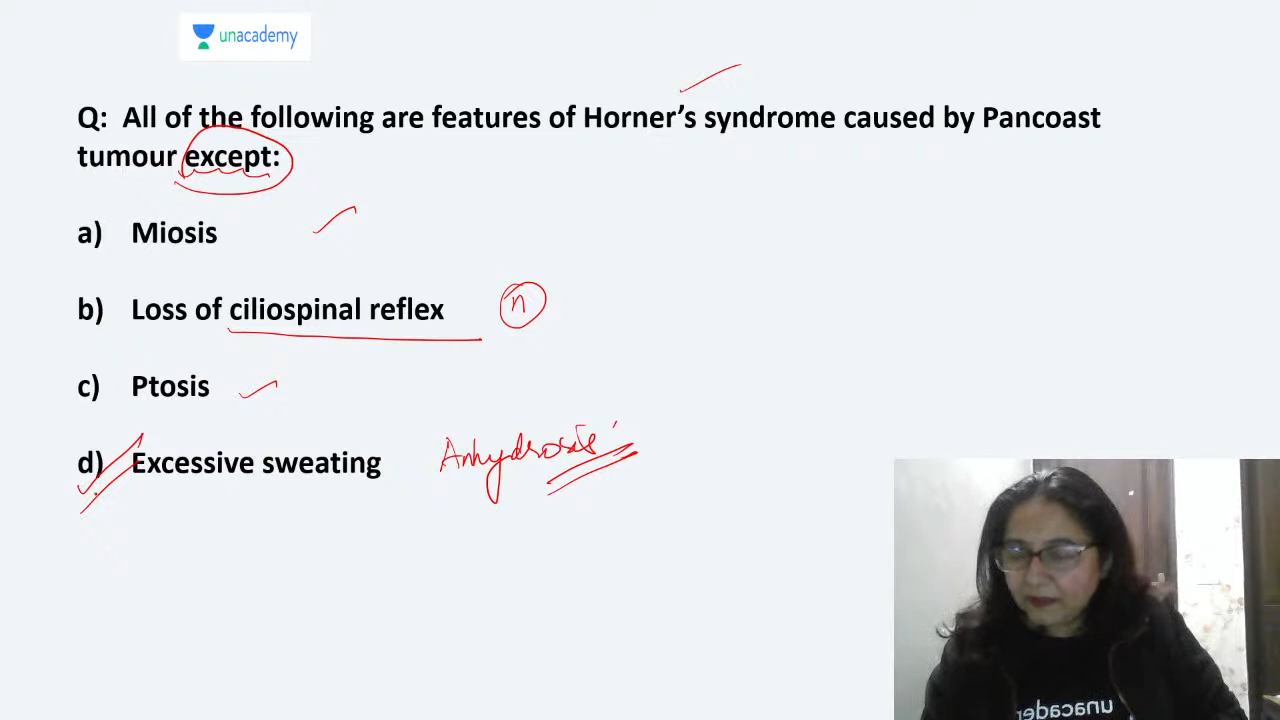 unacademy
Q: All of the following are features of Horner's syndrome caused by Pancoast
tumour except:
a) Miosis
b) Loss of ciliospinal reflex n
c) Ptosis
d) Excessive sweating Anhydrosis
unacader